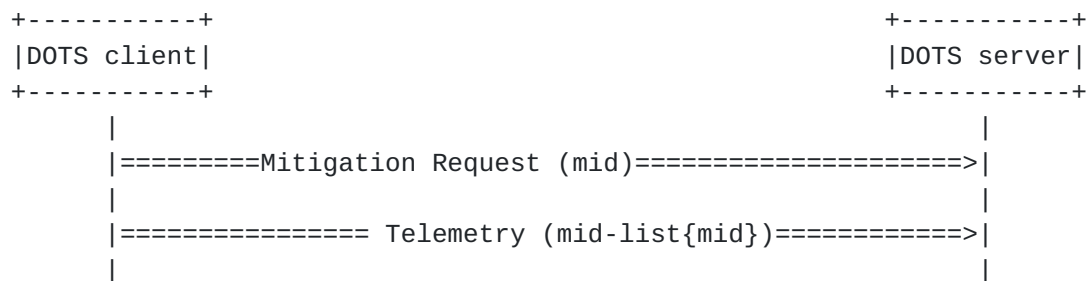 +-----------+                                           +-----------+
|DOTS client|                                           |DOTS server|
+-----------+                                           +-----------+
      |                                                       |
      |=========Mitigation Request (mid)=====================>|
      |                                                       |
      |================ Telemetry (mid-list{mid})============>|
      |                                                       |